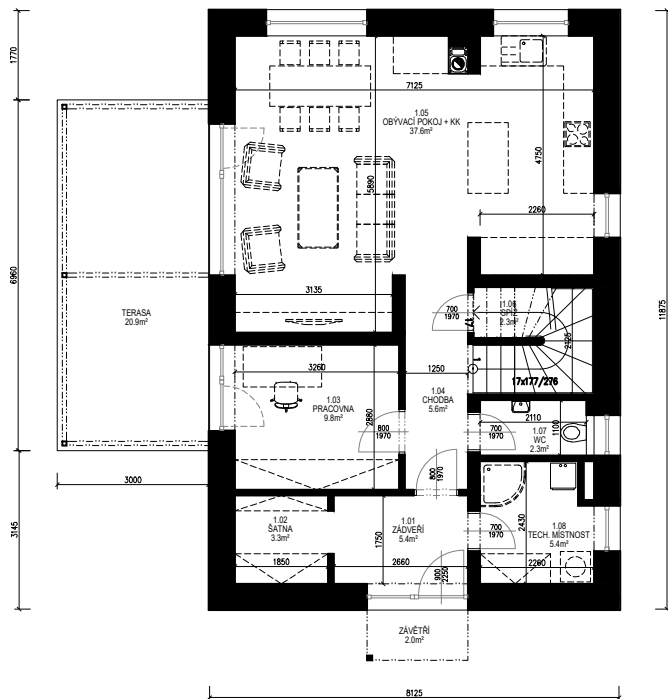 1770
7125
1.05
OBÝVACÍ POKOJ + KK
37.6m²
4750
5890
2260
6960
11875
3135
TERASA
20.9m²
700
1970
1.06
SPÍŽ
2.3m²
2125
17x177/276
3260
1250
1.03
PRACOVNA
9.8m²
2880
1.04
CHODBA
5.6m²
800
1970
700
1970
2110
1100
1.07
WC
2.3m²
3000
800
1970
3145
1.02
ŠATNA
3.3m²
1850
1750
1.01
ZÁDVEŘÍ
5.4m²
2660
700
1970
2430
1.08
TECH. MÍSTNOST
5.4m²
2260
900
2250
ZÁVĚTŘÍ
2.0m²
8125